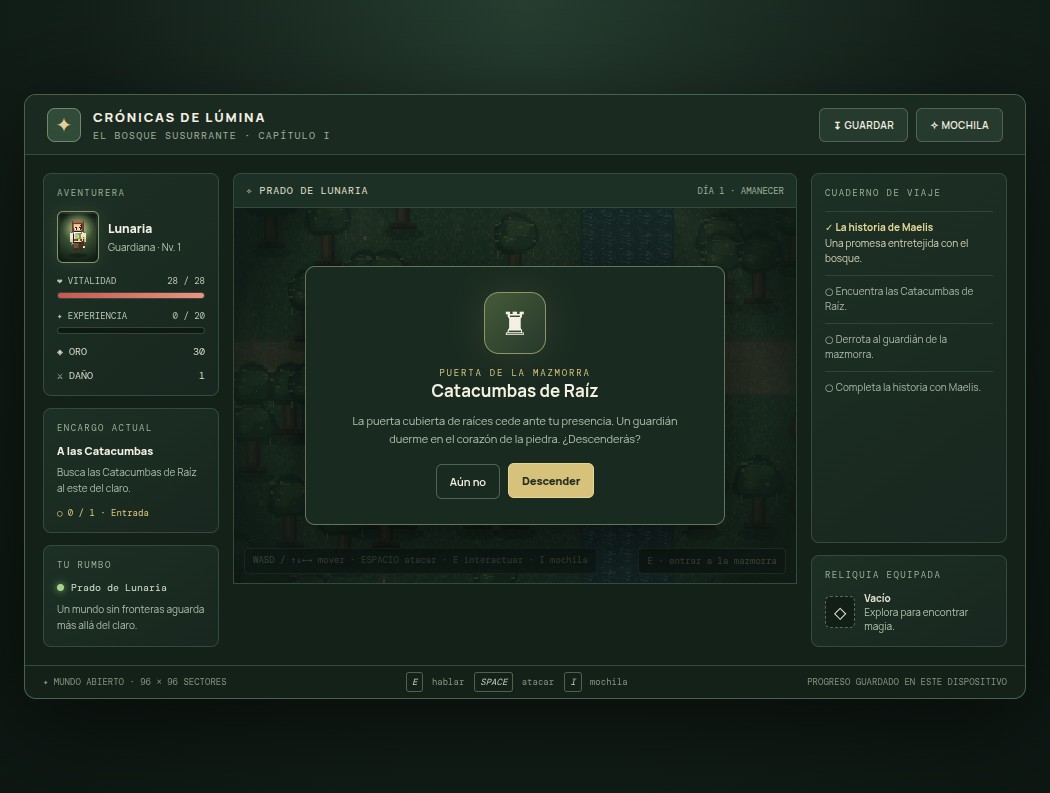 CRÓNICAS DE LÚMINA
EL BOSQUE SUSURRANTE · CAPÍTULO I
↧ GUARDAR
✧ MOCHILA
AVENTURERA
Lunaria
Guardiana · Nv. 1
❤ VITALIDAD 28 / 28
✦ EXPERIENCIA 0 / 20
◈ ORO 30
⚔ DAÑO 1
ENCARGO ACTUAL
A las Catacumbas
Busca las Catacumbas de Raíz
al este del claro.
○ 0 / 1 · Entrada
TU RUMBO
Prado de Lunaria
Un mundo sin fronteras aguarda
más allá del claro.
✧ PRADO DE LUNARIA
DÍA 1 · AMANECER
PUERTA DE LA MAZMORRA
Catacumbas de Raíz
La puerta cubierta de raíces cede ante tu presencia. Un guardián
duerme en el corazón de la piedra. ¿Descenderás?
Aún no
Descender
WASD / ↑↓←→ mover · ESPACIO atacar · E interactuar · I mochila
E · entrar a la mazmorra
CUADERNO DE VIAJE
✓ La historia de Maelis
Una promesa entretejida con el
bosque.
○ Encuentra las Catacumbas de
Raíz.
○ Derrota al guardián de la
mazmorra.
○ Completa la historia con Maelis.
RELIQUIA EQUIPADA
Vacío
Explora para encontrar
magia.
✦ MUNDO ABIERTO · 96 × 96 SECTORES
E hablar SPACE atacar I mochila
PROGRESO GUARDADO EN ESTE DISPOSITIVO